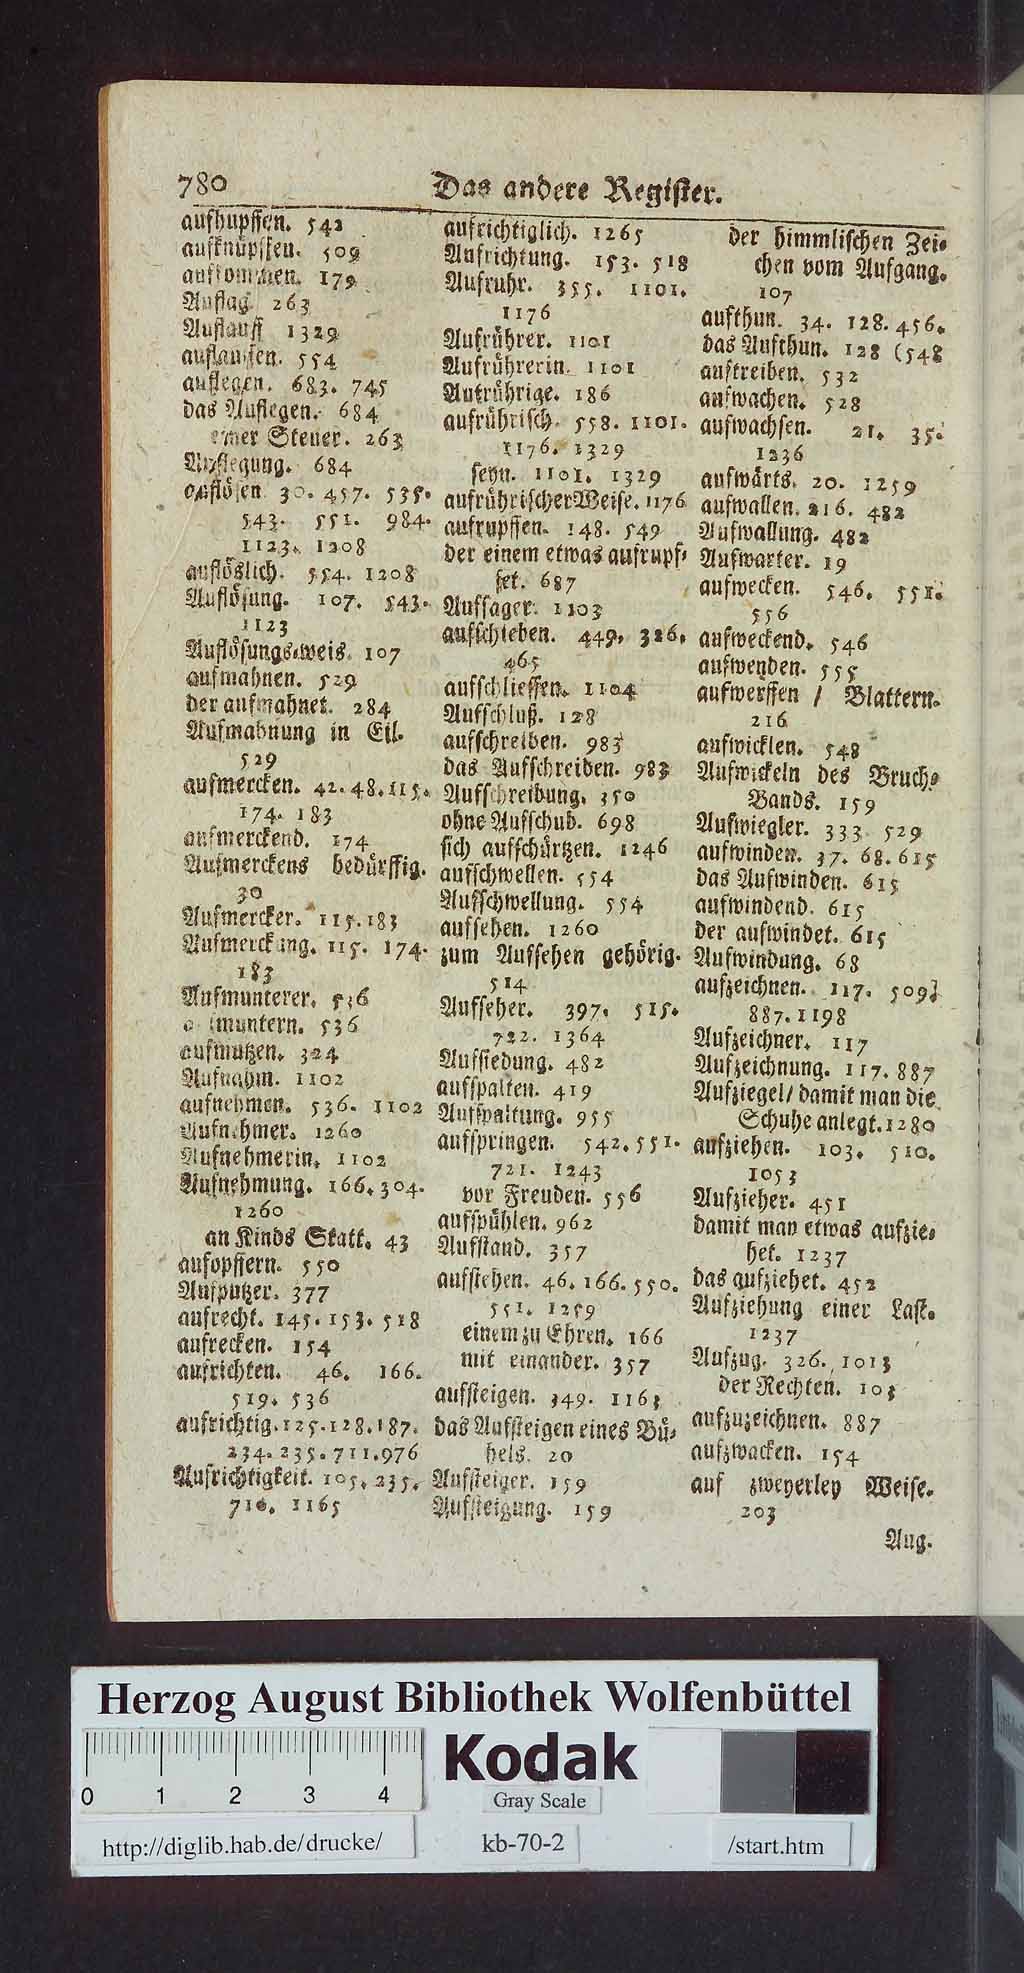 780 Das andere Register.
aufhupffen. 542
aufknüpffen. 509
aufkommen. 179
Auflag 263
Auflauff 1329
auflauffen. 554
auflegen. 683. 745
das Auflegen. 684
einer Steuer. 263
Auflegung. 684
auflösen 30. 457. 535.
543. 551. 984.
1123. 1208
auflöslich. 554. 1208
Auflösung. 107. 543.
1123
Auflösungs-weis. 107
aufmahnen. 529
der aufmahnet. 284
Aufmahnung in Eil.
529
aufmercken. 42. 48. 115.
174. 183
aufmerckend. 174
Aufmerckens bedürffig.
30
Aufmercker. 115. 183
Aufmerckung. 115. 174.
183
Aufmunterer. 536
aufmuntern. 536
aufmutzen. 324
Aufnahm. 1102
aufnehmen. 536. 1102
Aufnehmer. 1260
Aufnehmerin. 1102
Aufnehmung. 166. 304.
1260
an Kinds Statt. 43
aufopffern. 550
Aufputzer. 377
aufrecht. 145. 153. 518
aufrecken. 154
aufrichten. 46. 166.
519. 536
aufrichtig. 125. 128. 187.
234. 235. 711. 976
Aufrichtigkeit. 105. 235.
710. 1165
aufrichtiglich. 1265
Aufrichtung. 153. 518
Aufruhr. 355. 1101.
1176
Aufrührer. 1101
Aufrührerin. 1101
Aufrührige. 186
aufrührisch. 558. 1101.
1176. 1329
seyn. 1101. 1329
aufrührischer Weise. 1176
aufrupffen. 148. 549
der einem etwas aufrupf-
fet. 687
Aufsager. 1103
aufschieben. 449. 326.
465
aufschliessen. 1104
Aufschluß. 128
aufschreiben. 983
das Aufschreiben. 983
Aufschreibung. 350
ohne Aufschub. 698
sich aufschürtzen. 1246
aufschwellen. 554
Aufschwellung. 554
aufsehen. 1260
zum Aufsehen gehörig.
514
Aufseher. 397. 515.
722. 1364
Aufsiedung. 482
aufspalten. 419
Aufspaltung. 955
aufspringen. 542. 551.
721. 1243
vor Freuden. 556
aufspühlen. 962
Aufstand. 357
aufstehen. 46. 166. 550.
551. 1259
einem zu Ehren. 166
mit einander. 357
aufsteigen. 349. 1163
das Aufsteigen eines Bü-
hels. 20
Aufsteiger. 159
Aufsteigung. 159
der himmlischen Zei-
chen vom Aufgang.
107
aufthun. 34. 128. 456.
das Aufthun. 128 (548
auftreiben. 532
aufwachen. 528
aufwachsen. 21. 35.
1236
aufwärts. 20. 1259
aufwallen. 216. 482
Aufwallung. 482
Aufwarter. 19
aufwecken. 546. 551.
556
aufweckend. 546
aufwenden. 555
aufwerffen / Blattern.
216
aufwicklen. 548
Aufwickeln des Bruch-
Bands. 159
Aufwiegler. 333 529
aufwinden. 37. 68. 615
das Aufwinden. 615
aufwindend. 615
der aufwindet. 615
Aufwindung. 68
aufzeichnen. 117. 509.
887. 1198
Aufzeichner. 117
Aufzeichnung. 117. 887
Aufziegel / damit man die
Schuhe anlegt. 1280
aufziehen. 103. 510.
1053
Aufzieher. 451
damit man etwas aufzie-
het. 1237
das aufziehet. 452
Aufziehung einer Last.
1237
Aufzug. 326. 1013
der Rechten. 103
aufzuzeichnen. 887
aufzwacken. 154
auf zweyerley Weise.
203
Aug.
Herzog August Bibliothek Wolfenbüttel
Kodak
0 1 2 3 4
Gray Scale
http://diglib.hab.de/drucke/ kb-70-2 /start.htm